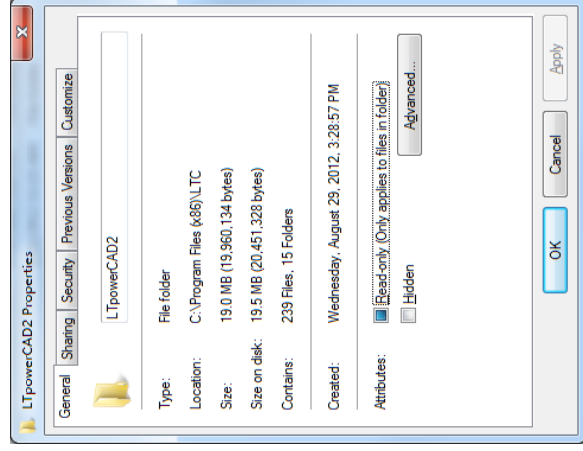 LTpowerCAD2 Properties
General Sharing Security Previous Versions Customize
LTpowerCAD2
Type: File folder
Location: C:\Program Files (x86)\LTC
Size: 19.0 MB (19,960,134 bytes)
Size on disk: 19.5 MB (20,451,328 bytes)
Contains: 239 Files, 15 Folders
Created: Wednesday, August 29, 2012, 3:28:57 PM
Attributes: Read-only (Only applies to files in folder)
Hidden Advanced...
OK Cancel Apply